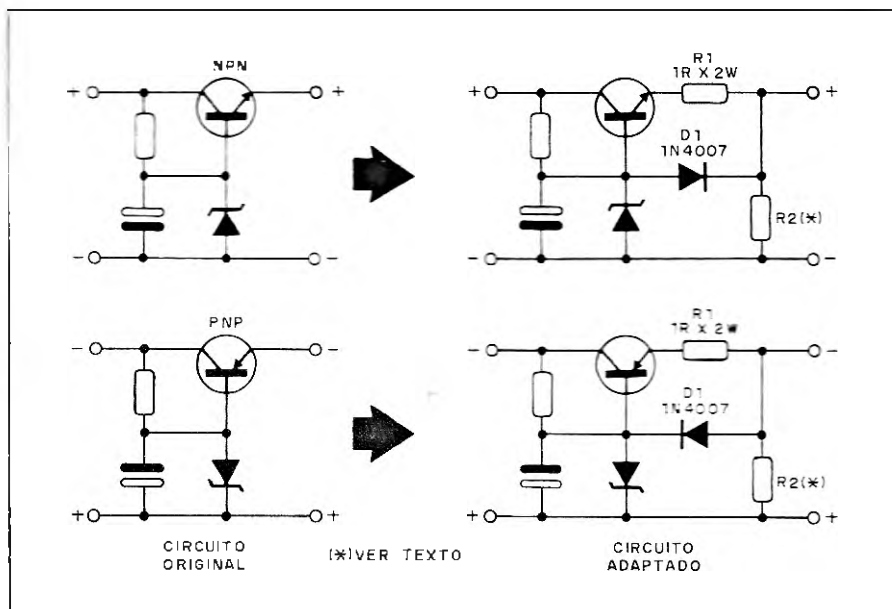 NPN
+
+
-
-
R1
1R X 2W
+
+
D1
1N4007
R2(*)
-
-
PNP
-
-
+
+
R1
1R X 2W
-
-
D1
1N4007
R2(*)
+
+
CIRCUITO
ORIGINAL
(*)VER TEXTO
CIRCUITO
ADAPTADO